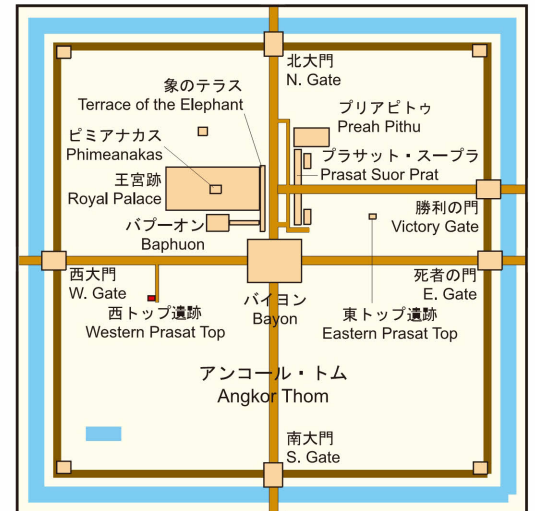 北大門
N. Gate
象のテラス
Terrace of the Elephant
プリアピトゥ
Preah Pithu
ピミアナカス
Phimeanakas
プラサット・スープラ
Prasat Suor Prat
王宮跡
Royal Palace
勝利の門
Victory Gate
バプーオン
Baphuon
西大門
W. Gate
死者の門
E. Gate
バイヨン
Bayon
西トップ遺跡
Western Prasat Top
東トップ遺跡
Eastern Prasat Top
アンコール・トム
Angkor Thom
南大門
S. Gate